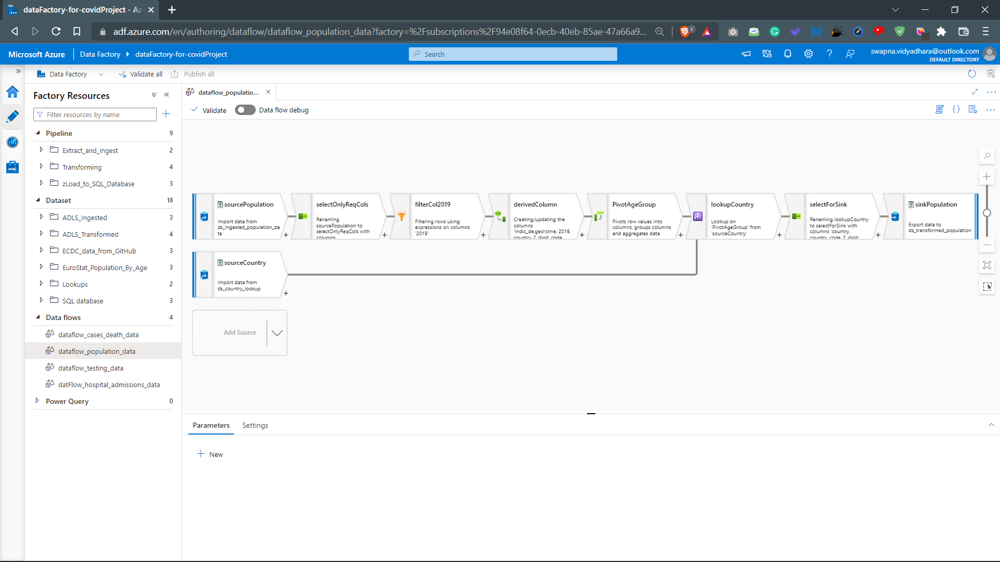 dataFactory-for-covidProject - Az
adf.azure.com/en/authoring/dataflow/dataflow_population_data?factory=%2Fsubscriptions%2F94e08f64-0ecb-40eb-85ae-47a66a9...
1
Microsoft Azure
Data Factory
dataFactory-for-covidProject
Search
swapna.vidyadhara@outlook.com
DEFAULT DIRECTORY
Data Factory
Validate all
Publish all
Factory Resources
Filter resources by name
Pipeline 9
Extract_and_Ingest 2
Transforming 4
zLoad_to_SQL_Database 3
Dataset 18
ADLS_Ingested 3
ADLS_Transformed 4
ECDC_data_from_GitHub 3
EuroStat_Population_By_Age 3
Lookups 2
SQL database 3
Data flows 4
dataflow_cases_death_data
dataflow_population_data
dataflow_testing_data
datFlow_hospital_admissions_data
Power Query 0
dataflow_populatio...
Validate
Data flow debug
sourcePopulation
Import data from
ds_ingested_population_da
ta
selectOnlyReqCols
Renaming
sourcePopulation to
selectOnlyReqCols with
columns
filterCol2019
Filtering rows using
expressions on columns
'2019'
derivedColumn
Creating/updating the
columns
'indic_de,geo\time, 2019,
country_2_digit_code,
PivotAgeGroup
Pivots row values into
columns, groups columns
and aggregates data
lookupCountry
Lookup on
'PivotAgeGroup' from
'sourceCountry'
selectForSink
Renaming lookupCountry
to selectForSink with
columns 'country,
country_code_2_digit,
sinkPopulation
Export data to
ds_transformed_population
sourceCountry
Import data from
ds_country_lookup
Add Source
Parameters
Settings
New